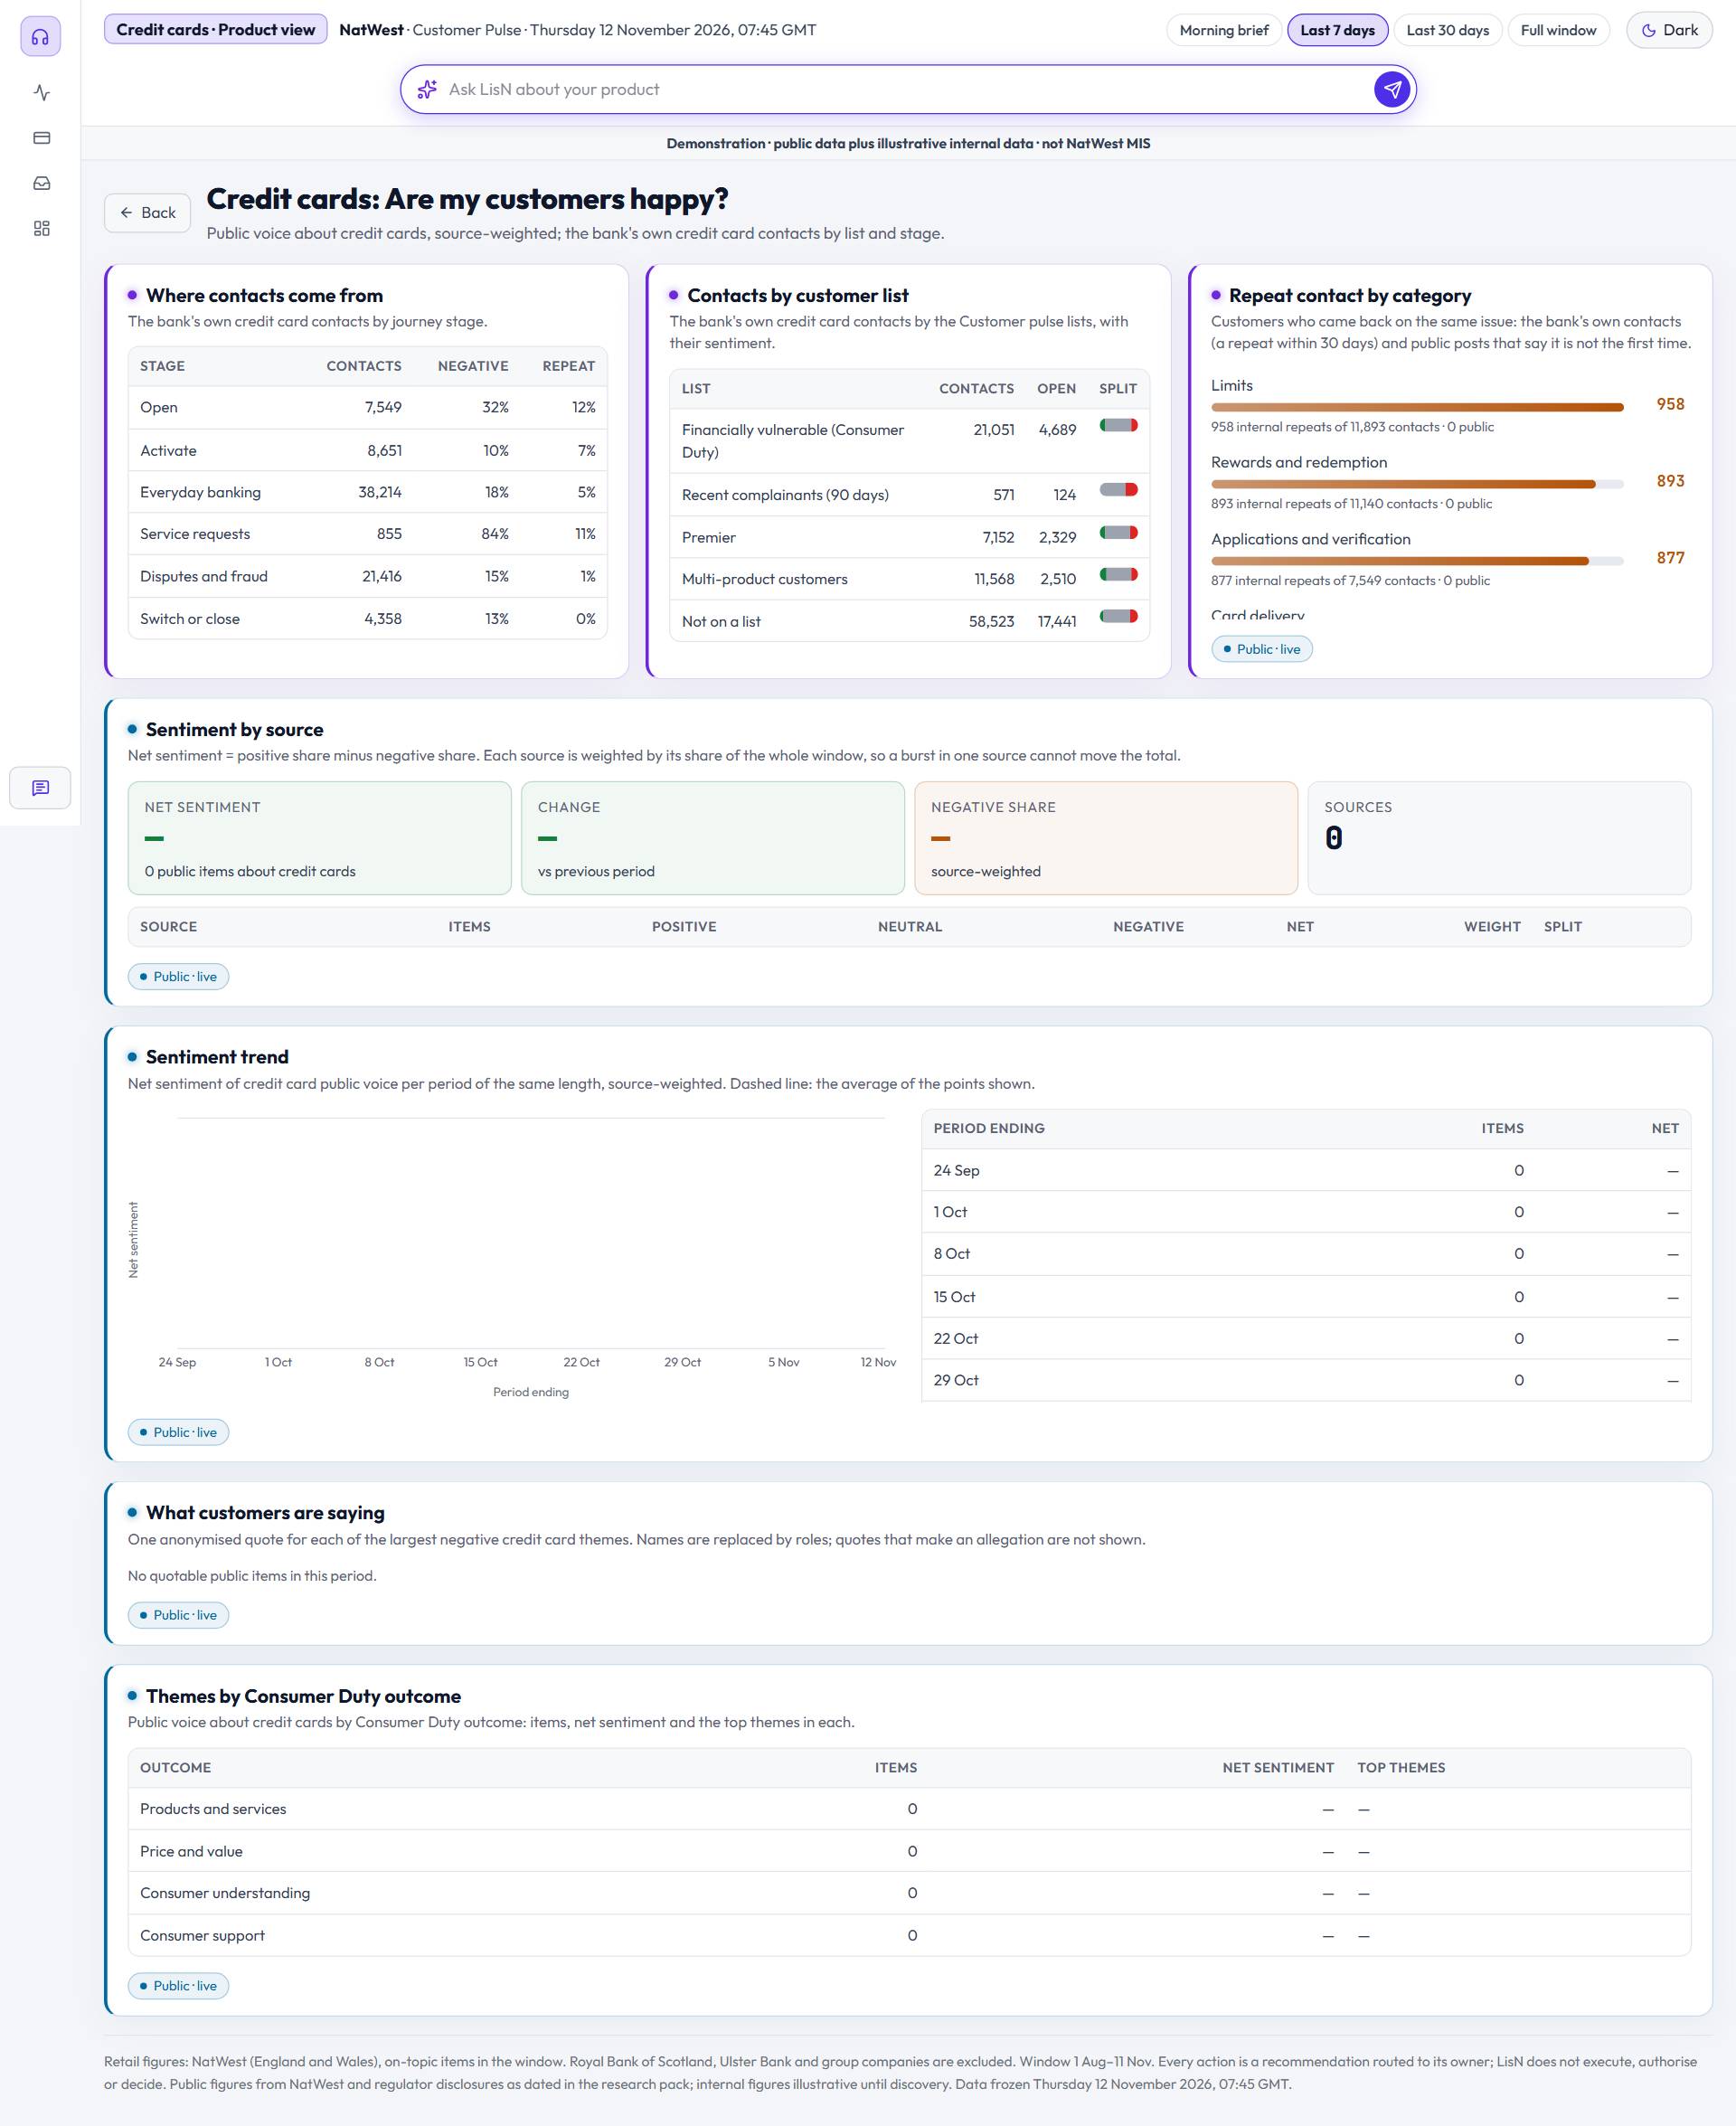 Credit cards · Product view
NatWest · Customer Pulse · Thursday 12 November 2026, 07:45 GMT
Morning brief
Last 7 days
Last 30 days
Full window
Dark
Ask LisN about your product
Demonstration · public data plus illustrative internal data · not NatWest MIS
Back
Credit cards: Are my customers happy?
Public voice about credit cards, source-weighted; the bank's own credit card contacts by list and stage.
Where contacts come from
The bank's own credit card contacts by journey stage.
STAGE CONTACTS NEGATIVE REPEAT
Open 7,549 32% 12%
Activate 8,651 10% 7%
Everyday banking 38,214 18% 5%
Service requests 855 84% 11%
Disputes and fraud 21,416 15% 1%
Switch or close 4,358 13% 0%
Contacts by customer list
The bank's own credit card contacts by the Customer pulse lists, with
their sentiment.
LIST CONTACTS OPEN SPLIT
Financially vulnerable (Consumer 21,051 4,689
Duty)
Recent complainants (90 days) 571 124
Premier 7,152 2,329
Multi-product customers 11,568 2,510
Not on a list 58,523 17,441
Repeat contact by category
Customers who came back on the same issue: the bank's own contacts
(a repeat within 30 days) and public posts that say it is not the first time.
Limits
958
958 internal repeats of 11,893 contacts · 0 public
Rewards and redemption
893
893 internal repeats of 11,140 contacts · 0 public
Applications and verification
877
877 internal repeats of 7,549 contacts · 0 public
Card delivery
Public · live
Sentiment by source
Net sentiment = positive share minus negative share. Each source is weighted by its share of the whole window, so a burst in one source cannot move the total.
NET SENTIMENT
—
0 public items about credit cards
CHANGE
—
vs previous period
NEGATIVE SHARE
—
source-weighted
SOURCES
0
SOURCE ITEMS POSITIVE NEUTRAL NEGATIVE NET WEIGHT SPLIT
Public · live
Sentiment trend
Net sentiment of credit card public voice per period of the same length, source-weighted. Dashed line: the average of the points shown.
Net sentiment
24 Sep 1 Oct 8 Oct 15 Oct 22 Oct 29 Oct 5 Nov 12 Nov
Period ending
PERIOD ENDING ITEMS NET
24 Sep 0 —
1 Oct 0 —
8 Oct 0 —
15 Oct 0 —
22 Oct 0 —
29 Oct 0 —
Public · live
What customers are saying
One anonymised quote for each of the largest negative credit card themes. Names are replaced by roles; quotes that make an allegation are not shown.
No quotable public items in this period.
Public · live
Themes by Consumer Duty outcome
Public voice about credit cards by Consumer Duty outcome: items, net sentiment and the top themes in each.
OUTCOME ITEMS NET SENTIMENT TOP THEMES
Products and services 0 — —
Price and value 0 — —
Consumer understanding 0 — —
Consumer support 0 — —
Public · live
Retail figures: NatWest (England and Wales), on-topic items in the window. Royal Bank of Scotland, Ulster Bank and group companies are excluded. Window 1 Aug–11 Nov. Every action is a recommendation routed to its owner; LisN does not execute, authorise
or decide. Public figures from NatWest and regulator disclosures as dated in the research pack; internal figures illustrative until discovery. Data frozen Thursday 12 November 2026, 07:45 GMT.